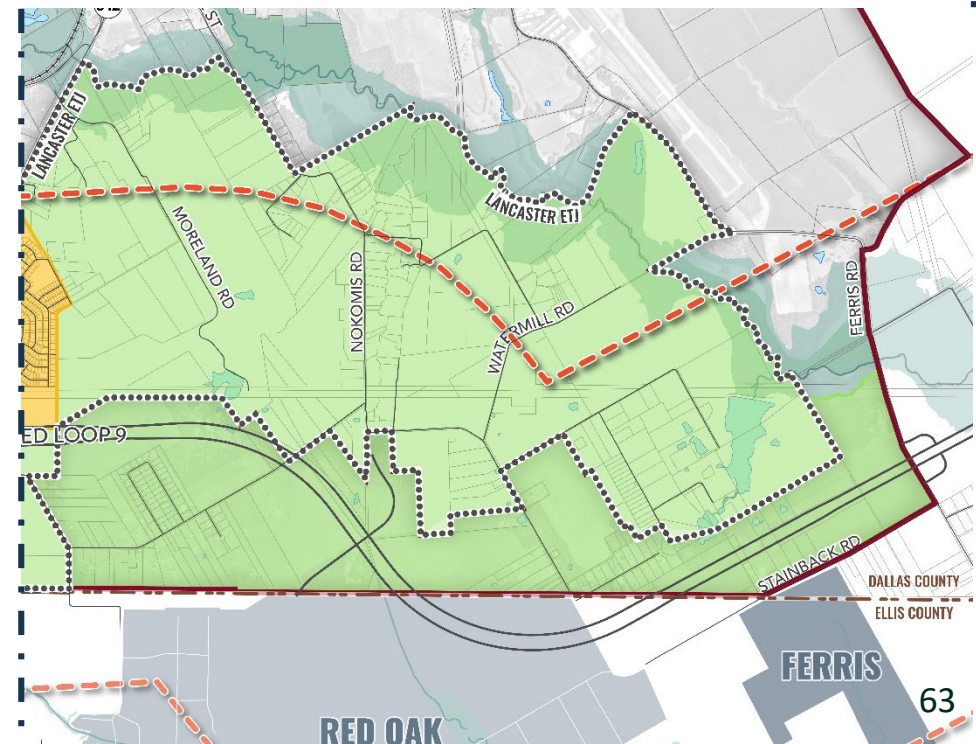 ST
LANCASTER ETJ
LANCASTER ETJ
MORELAND RD
NOKOMIS RD
WATERMILL RD
FERRIS RD
ED LOOP 9
STAINBACK RD
DALLAS COUNTY
ELLIS COUNTY
FERRIS
63
RED OAK